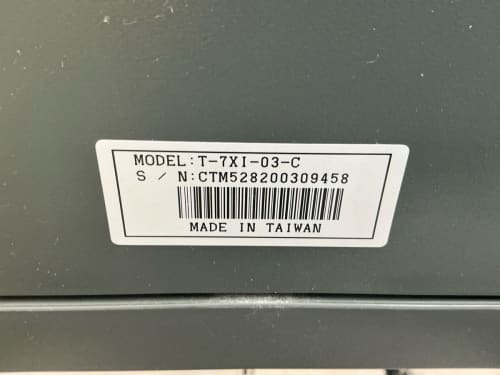 MODEL:T-7XI-03-C
S / N:CTM528200309458
MADE IN TAIWAN